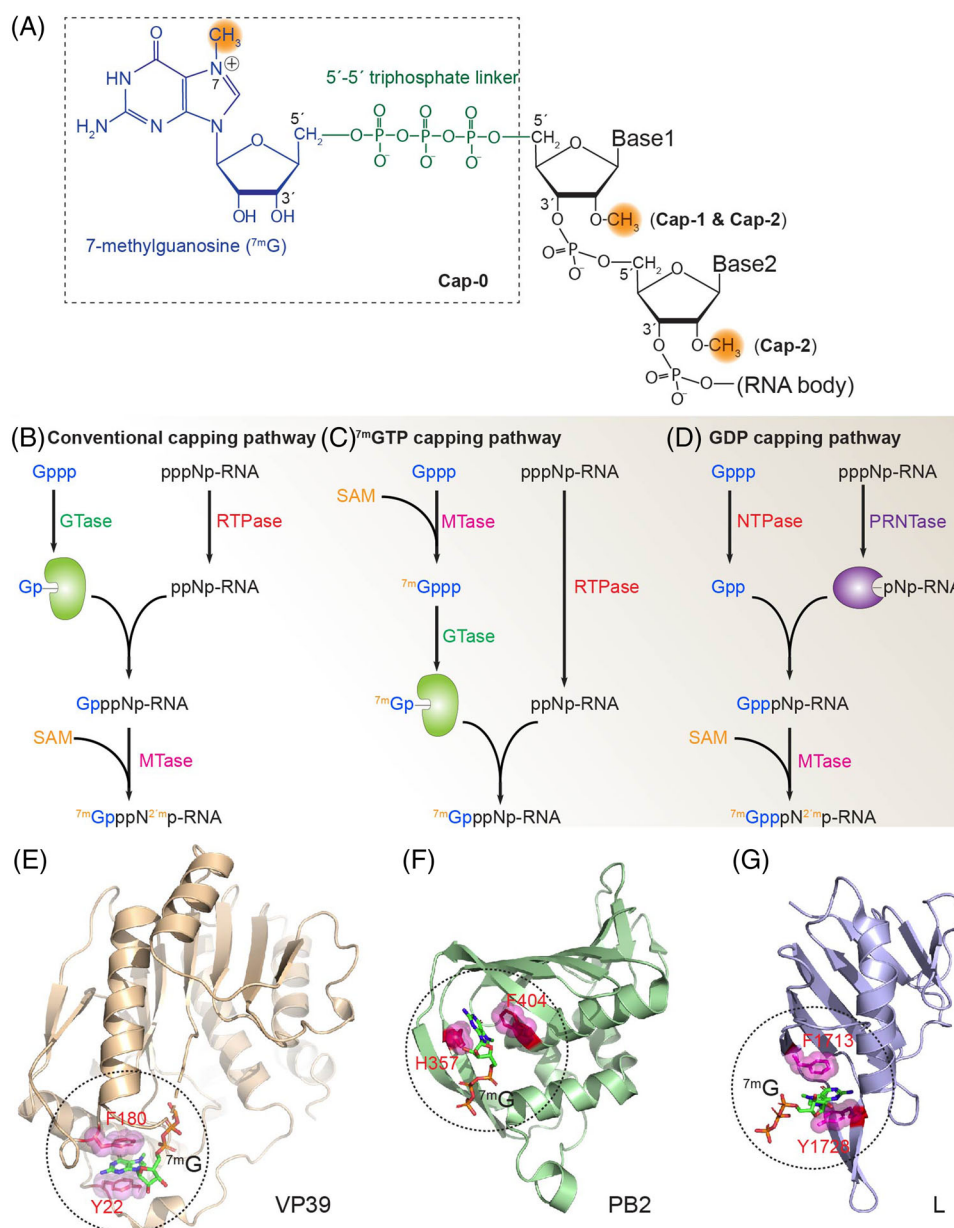 (A)
CH3
O
7
N
⊕
HN
H2N
N
N
5´-5´ triphosphate linker
5´
CH2
O
O
P
O
P
O
P
O
O
O
O
O-
O-
O-
5´
CH2
O
Base1
O
3´
OH
OH
3´
O
O-CH3
(Cap-1 & Cap-2)
7-methylguanosine (7mG)
Cap-0
O=P
O
O-
5´
CH2
O
Base2
3´
O
O-CH3
(Cap-2)
O=P
O
(RNA body)
O-
(B) Conventional capping pathway
Gppp
pppNp-RNA
GTase
RTPase
Gp
ppNp-RNA
GpppNp-RNA
SAM
MTase
7mGpppN2´mp-RNA
(C) 7mGTP capping pathway
Gppp
pppNp-RNA
SAM
MTase
7mGppp
RTPase
GTase
7mGp
ppNp-RNA
7mGpppNp-RNA
(D) GDP capping pathway
Gppp
pppNp-RNA
NTPase
PRNTase
Gpp
pNp-RNA
GpppNp-RNA
SAM
MTase
7mGpppN2´mp-RNA
(E)
F180
7mG
Y22
VP39
(F)
F404
H357
7mG
PB2
(G)
F1713
7mG
Y1728
L